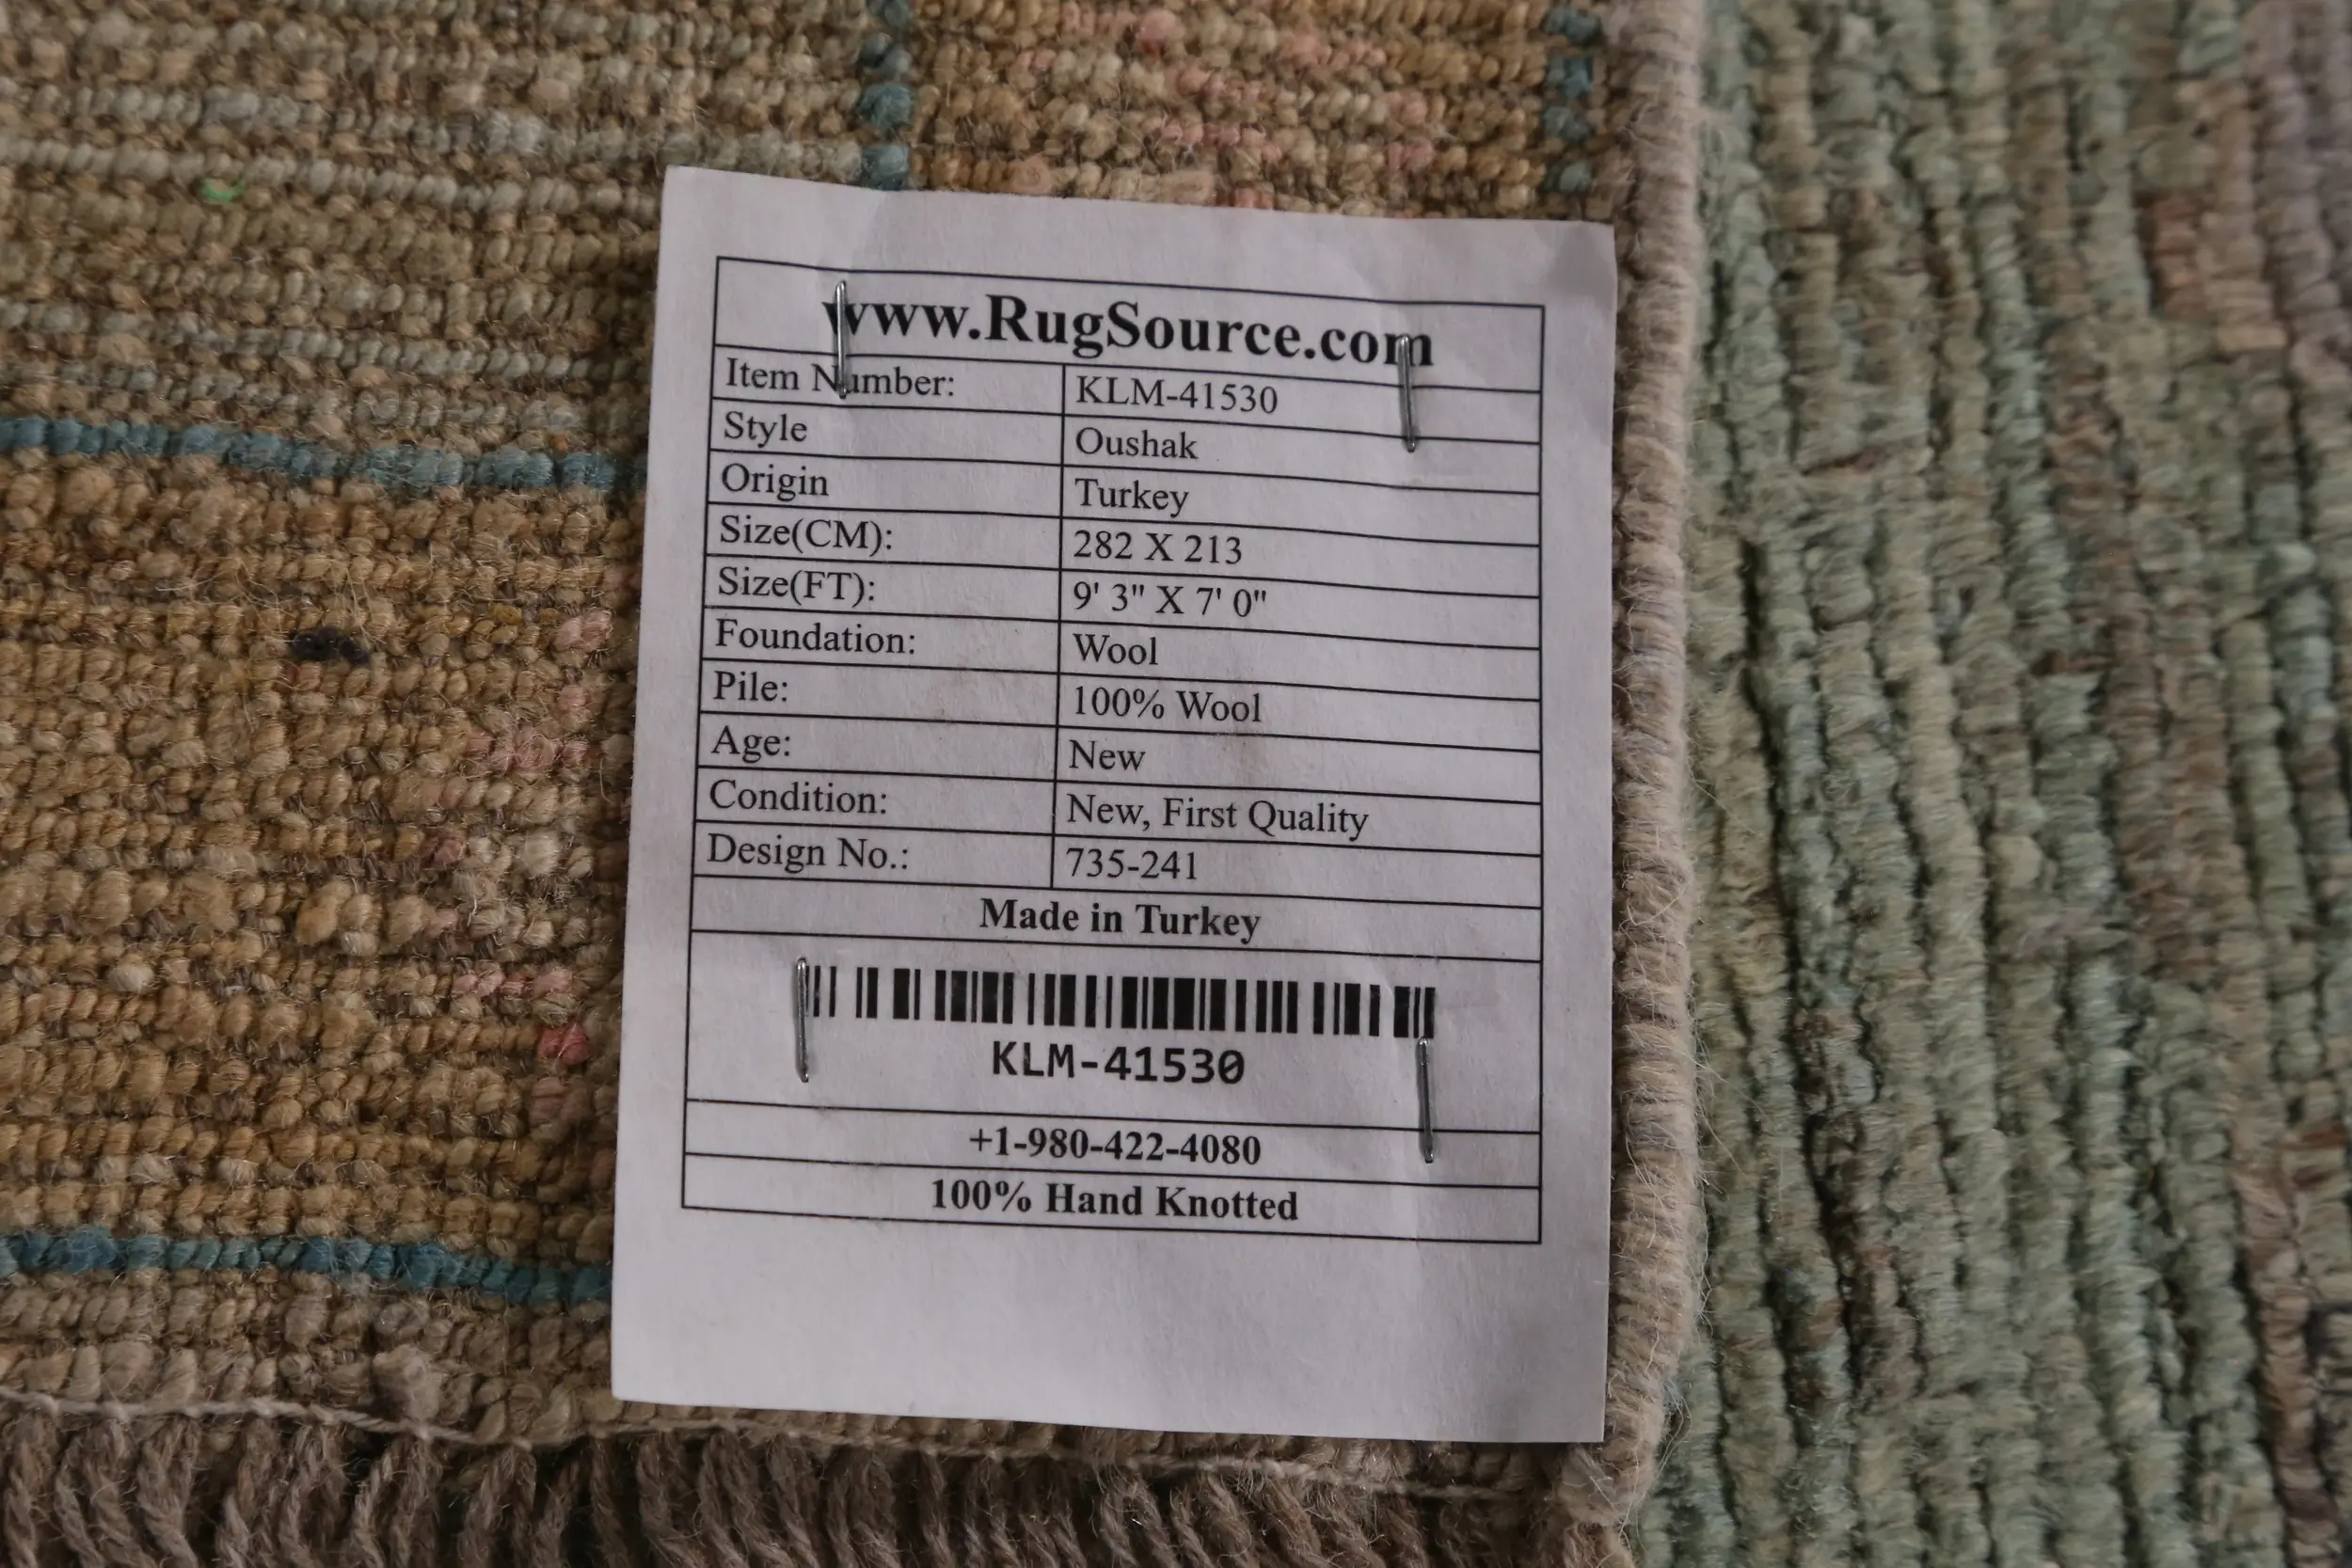 www.RugSource.com
Item Number: KLM-41530
Style Oushak
Origin Turkey
Size(CM): 282 X 213
Size(FT): 9' 3" X 7' 0"
Foundation: Wool
Pile: 100% Wool
Age: New
Condition: New, First Quality
Design No.: 735-241
Made in Turkey
KLM-41530
+1-980-422-4080
100% Hand Knotted